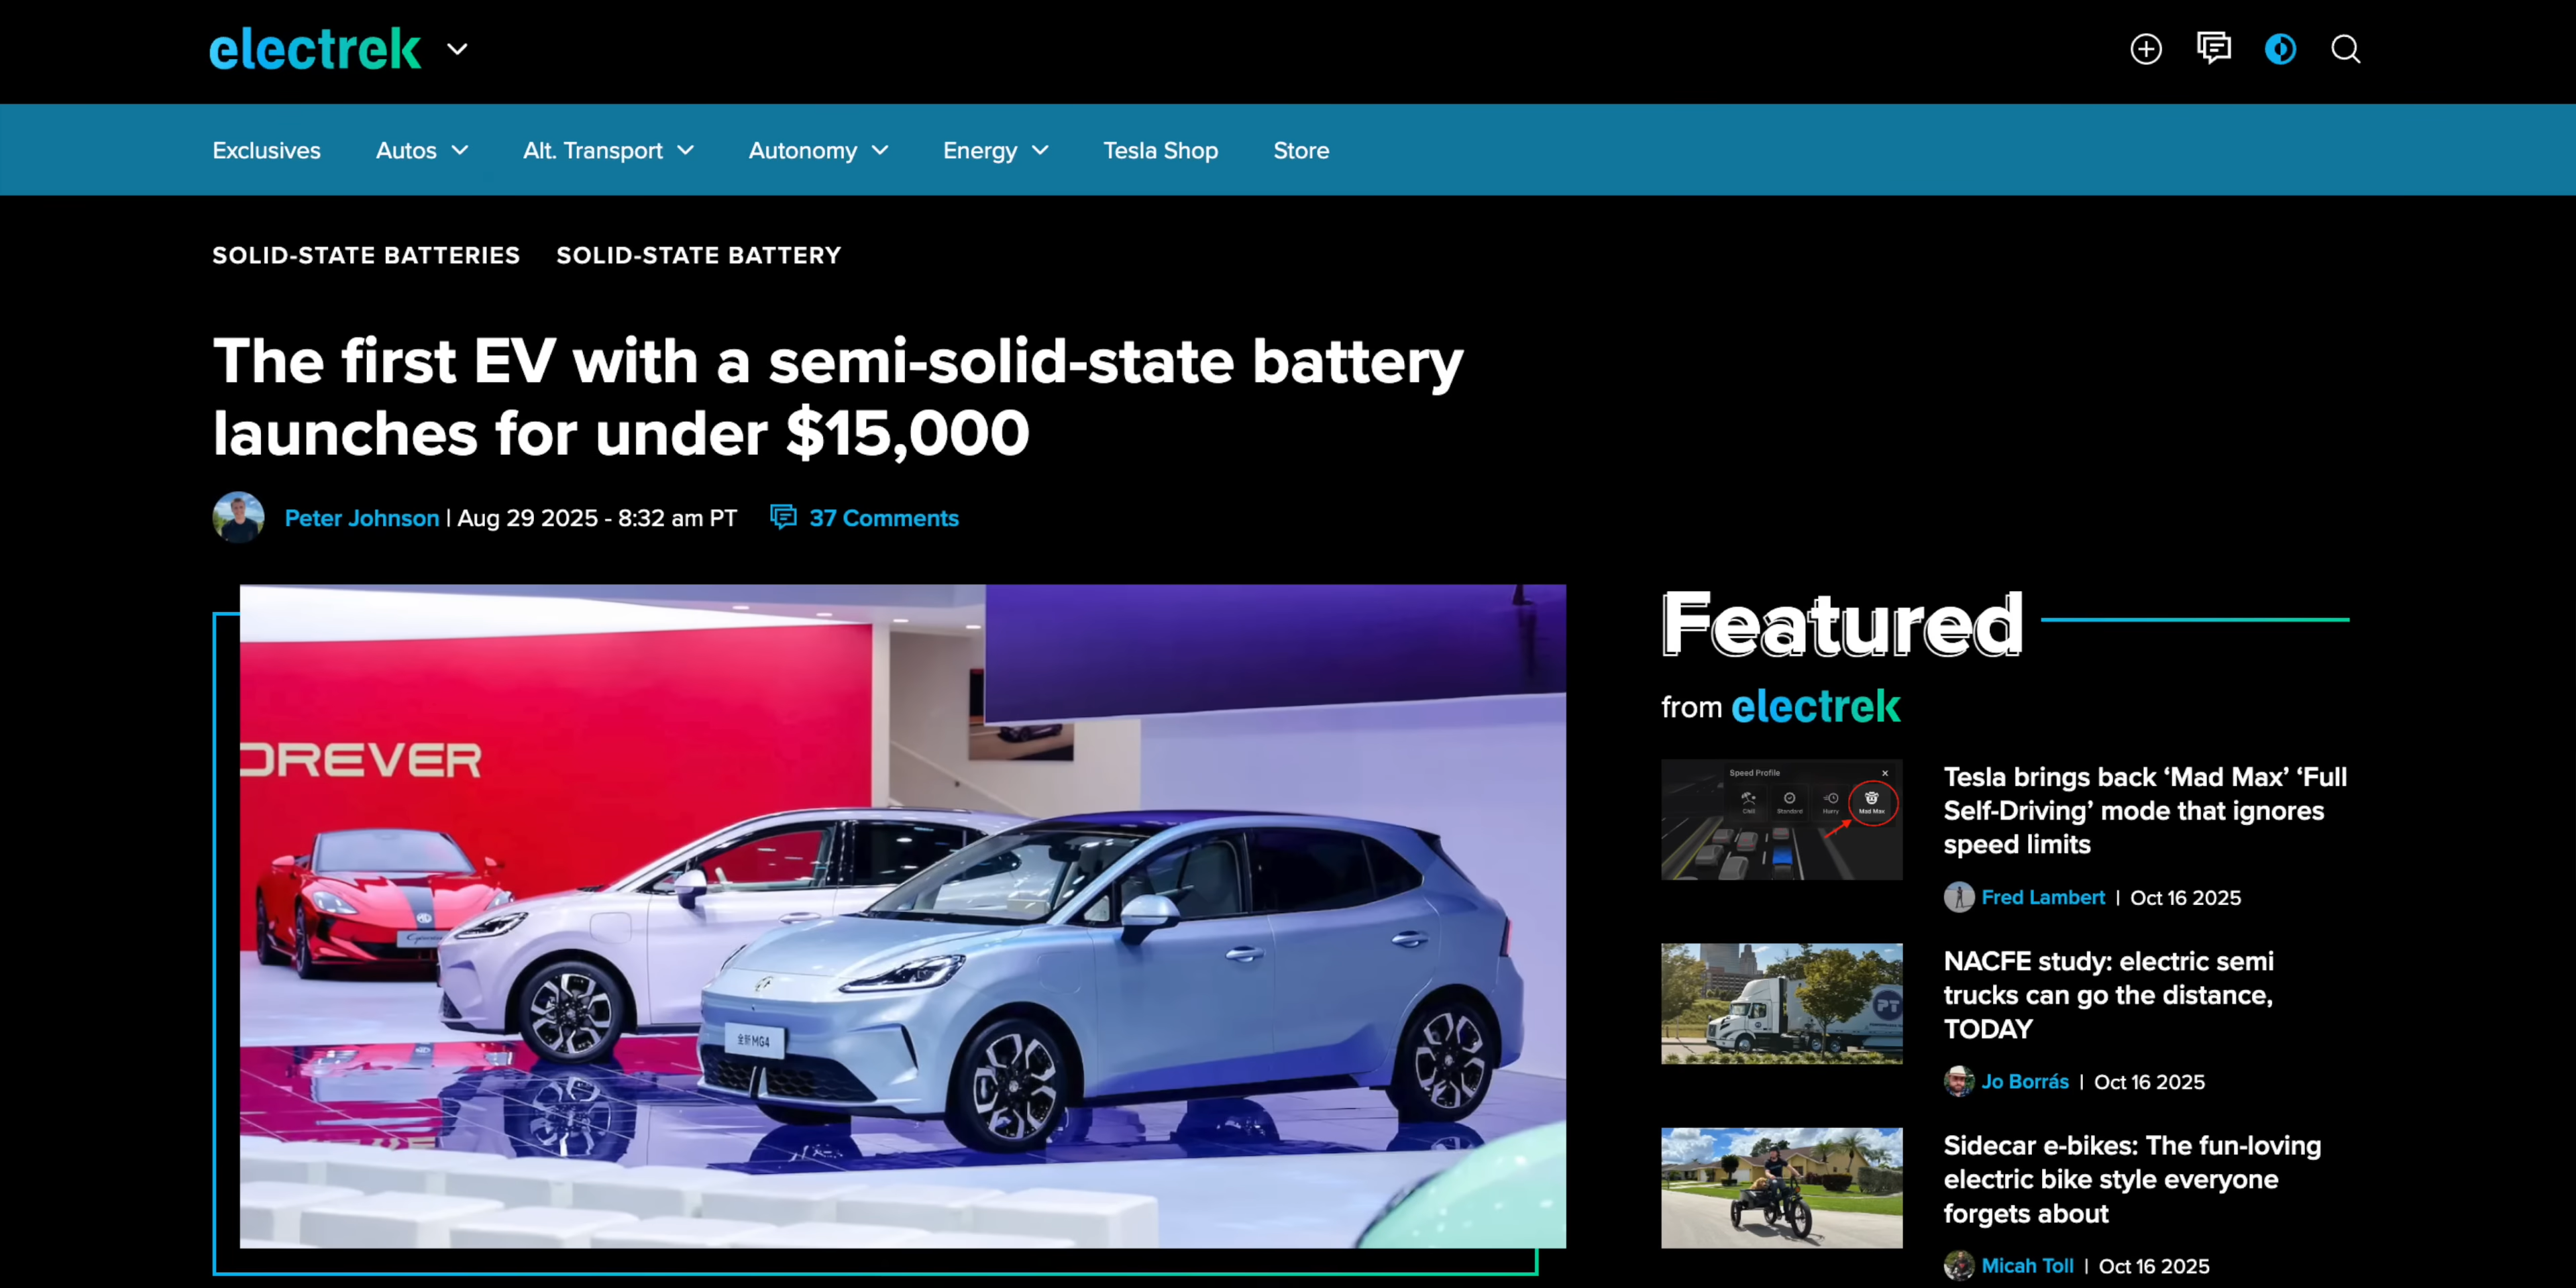 electrek
Exclusives
Autos
Alt. Transport
Autonomy
Energy
Tesla Shop
Store
SOLID-STATE BATTERIES
SOLID-STATE BATTERY
The first EV with a semi-solid-state battery
launches for under $15,000
Peter Johnson | Aug 29 2025 - 8:32 am PT
37 Comments
OREVER
全新MG4
Featured
from electrek
Speed Profile
Chill
Standard
Hurry
Mad Max
Tesla brings back ‘Mad Max’ ‘Full
Self-Driving’ mode that ignores
speed limits
Fred Lambert | Oct 16 2025
PT
NACFE study: electric semi
trucks can go the distance,
TODAY
Jo Borrás | Oct 16 2025
Sidecar e-bikes: The fun-loving
electric bike style everyone
forgets about
Micah Toll | Oct 16 2025